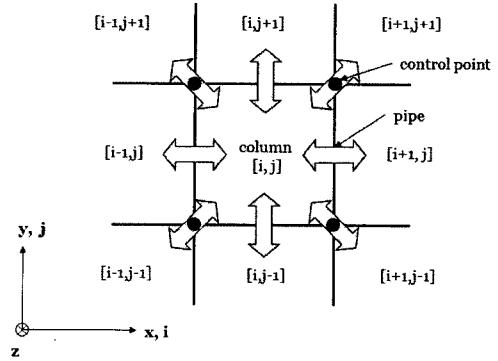 [i-1,j+1] [i,j+1] [i+1,j+1]
control point
pipe
[i-1,j] column [i+1, j]
[i, j]
y, j
[i-1,j-1] [i,j-1] [i+1,j-1]
x, i
z